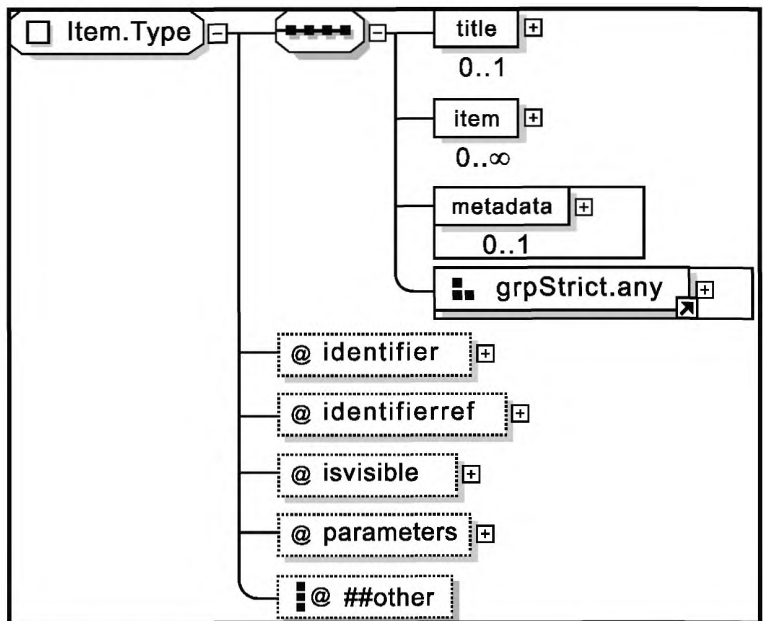 Item.Type
title
0..1
item
0..∞
metadata
0..1
grpStrict.any
@ identifier
@ identifierref
@ isvisible
@ parameters
@ ##other